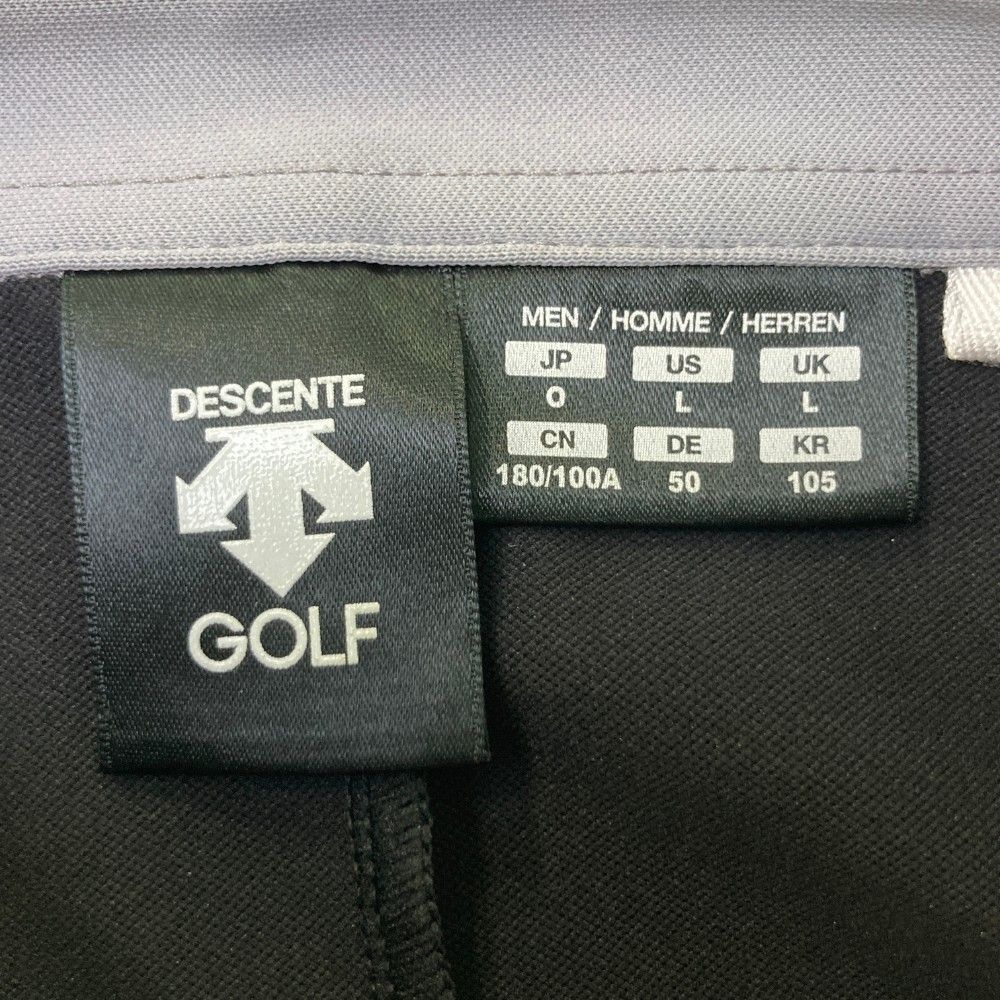 DESCENTE
GOLF
MEN / HOMME / HERREN
JP US UK
O L L
CN DE KR
180/100A 50 105